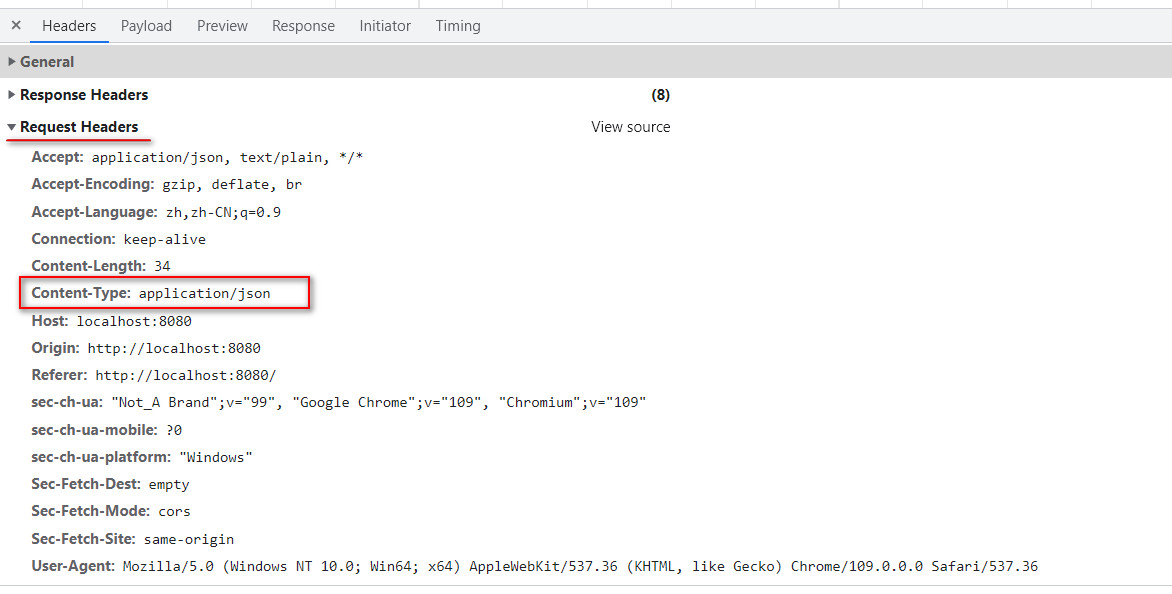 × Headers Payload Preview Response Initiator Timing
General
Response Headers (8)
Request Headers View source
Accept: application/json, text/plain, */*
Accept-Encoding: gzip, deflate, br
Accept-Language: zh,zh-CN;q=0.9
Connection: keep-alive
Content-Length: 34
Content-Type: application/json
Host: localhost:8080
Origin: http://localhost:8080
Referer: http://localhost:8080/
sec-ch-ua: "Not_A Brand";v="99", "Google Chrome";v="109", "Chromium";v="109"
sec-ch-ua-mobile: ?0
sec-ch-ua-platform: "Windows"
Sec-Fetch-Dest: empty
Sec-Fetch-Mode: cors
Sec-Fetch-Site: same-origin
User-Agent: Mozilla/5.0 (Windows NT 10.0; Win64; x64) AppleWebKit/537.36 (KHTML, like Gecko) Chrome/109.0.0.0 Safari/537.36